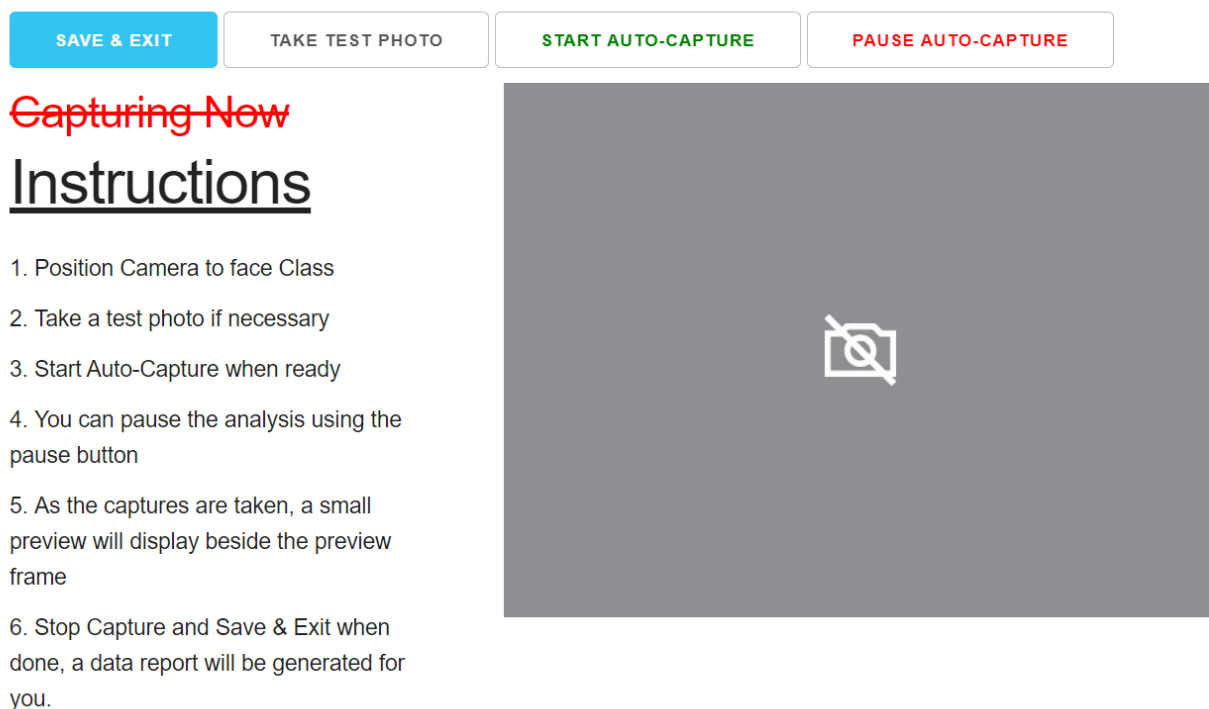 SAVE & EXIT
TAKE TEST PHOTO
START AUTO-CAPTURE
PAUSE AUTO-CAPTURE
Capturing Now
Instructions
1. Position Camera to face Class
2. Take a test photo if necessary
3. Start Auto-Capture when ready
4. You can pause the analysis using the
pause button
5. As the captures are taken, a small
preview will display beside the preview
frame
6. Stop Capture and Save & Exit when
done, a data report will be generated for
you.